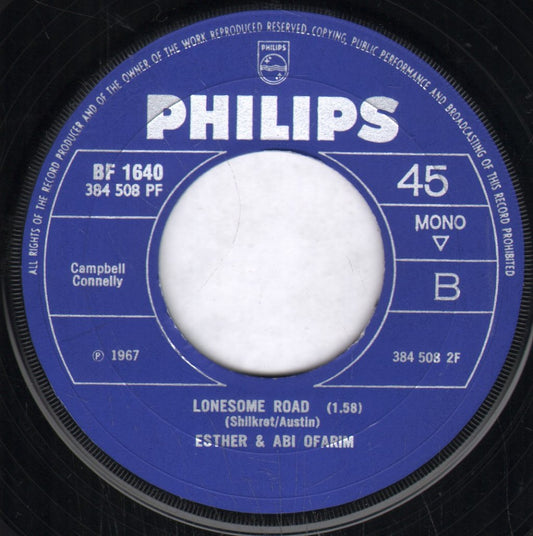 ALL RIGHTS OF THE RECORD PRODUCER AND OF THE OWNER OF THE WORK REPRODUCED RESERVED. COPYING, PUBLIC PERFORMANCE AND BROADCASTING OF THIS RECORD PROHIBITED
PHILIPS
PHILIPS
BF 1640
384 508 PF
45
MONO
B
Campbell
Connelly
℗ 1967
384 508 2F
LONESOME ROAD (1.58)
(Shilkret/Austin)
ESTHER & ABI OFARIM